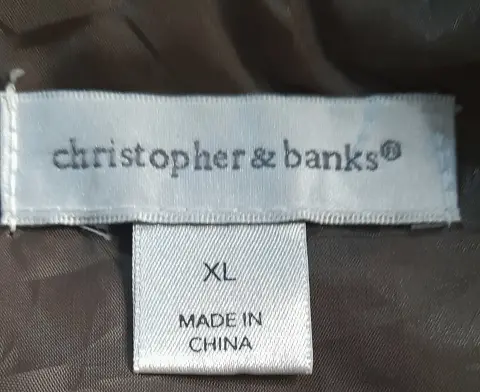 christopher & banks®
XL
MADE IN
CHINA